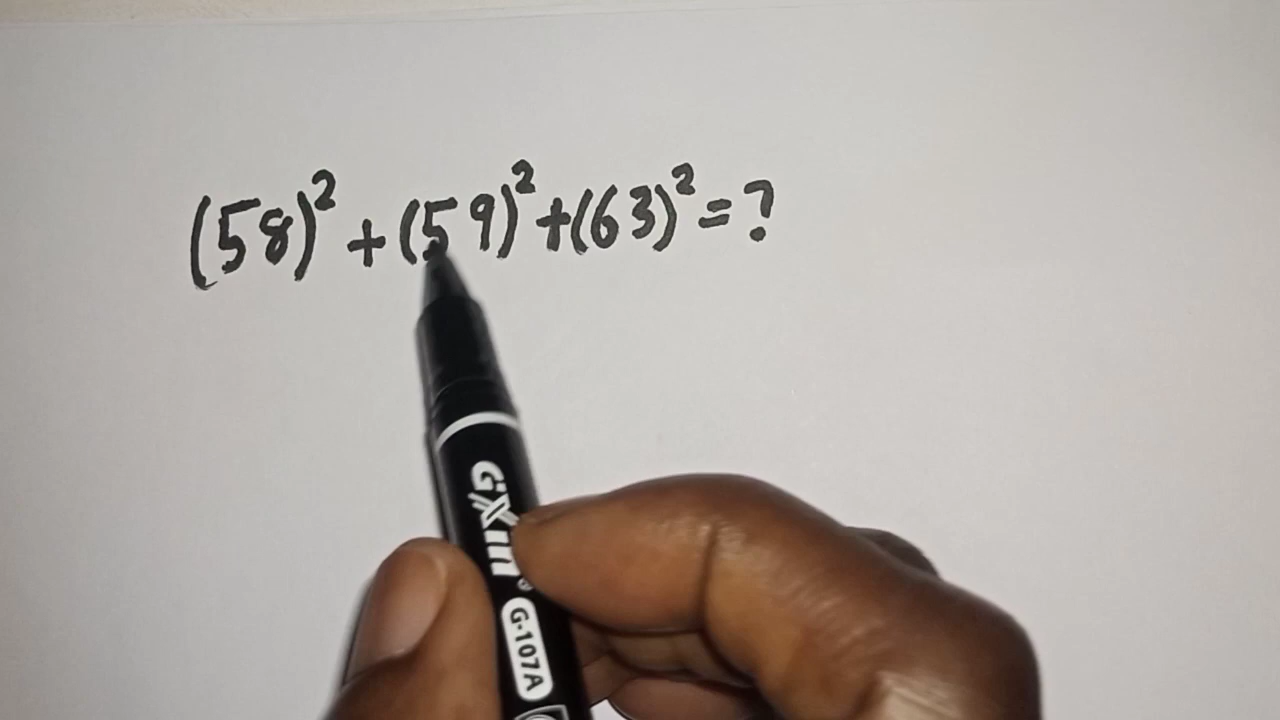 (58)² + (59)² + (63)² = ?
GXin
G-107A